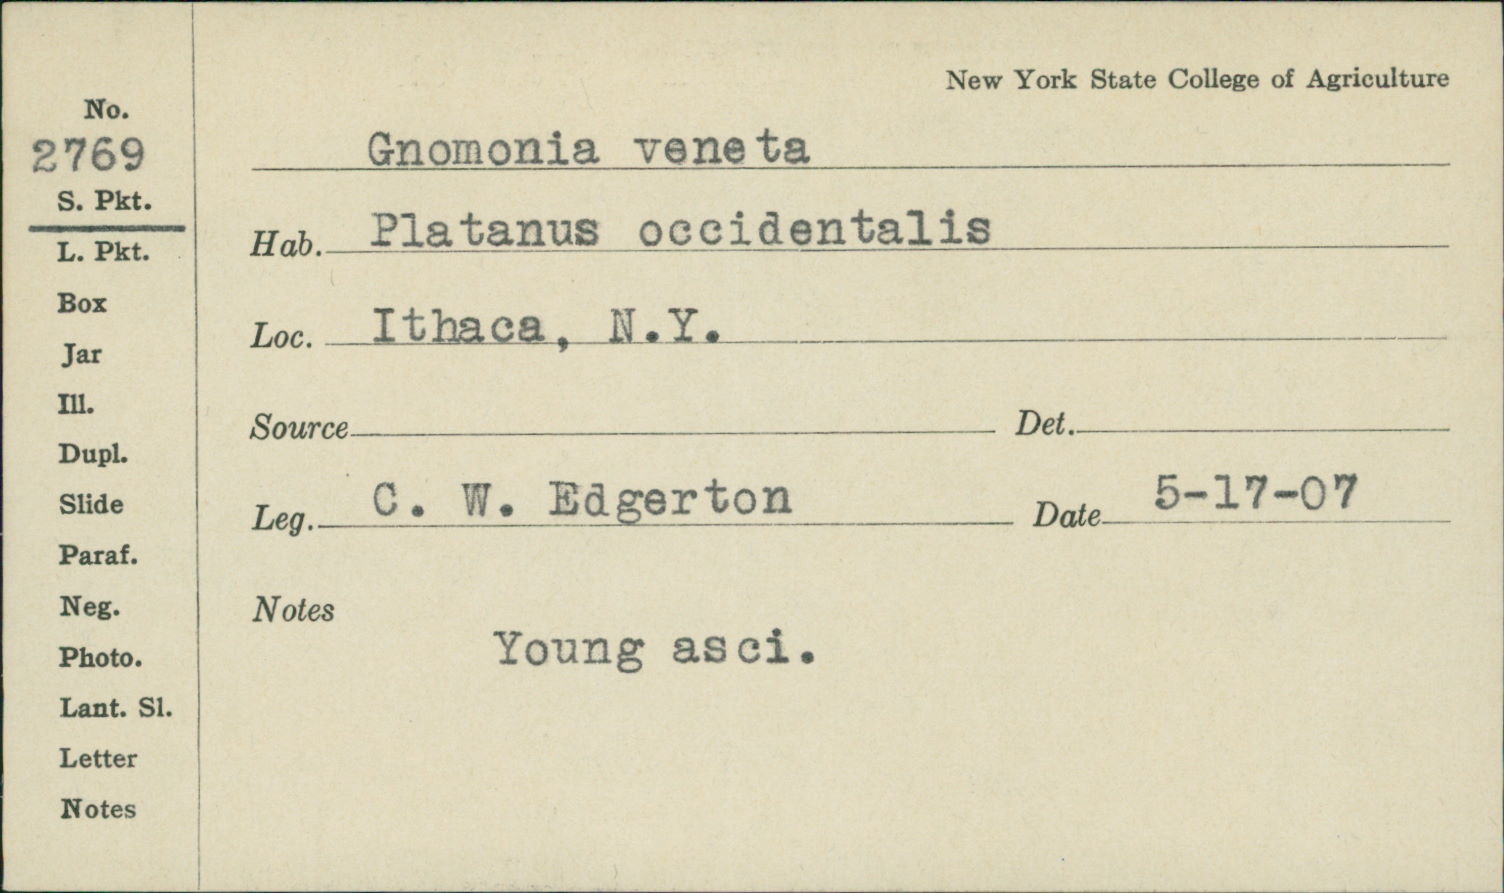 New York State College of Agriculture
No.
2769
S. Pkt.
L. Pkt.
Box
Jar
Ill.
Dupl.
Slide
Paraf.
Neg.
Photo.
Lant. Sl.
Letter
Notes
Gnomonia veneta
Hab. Platanus occidentalis
Loc. Ithaca, N.Y.
Source Det.
Leg. C. W. Edgerton Date 5-17-07
Notes
Young asci.